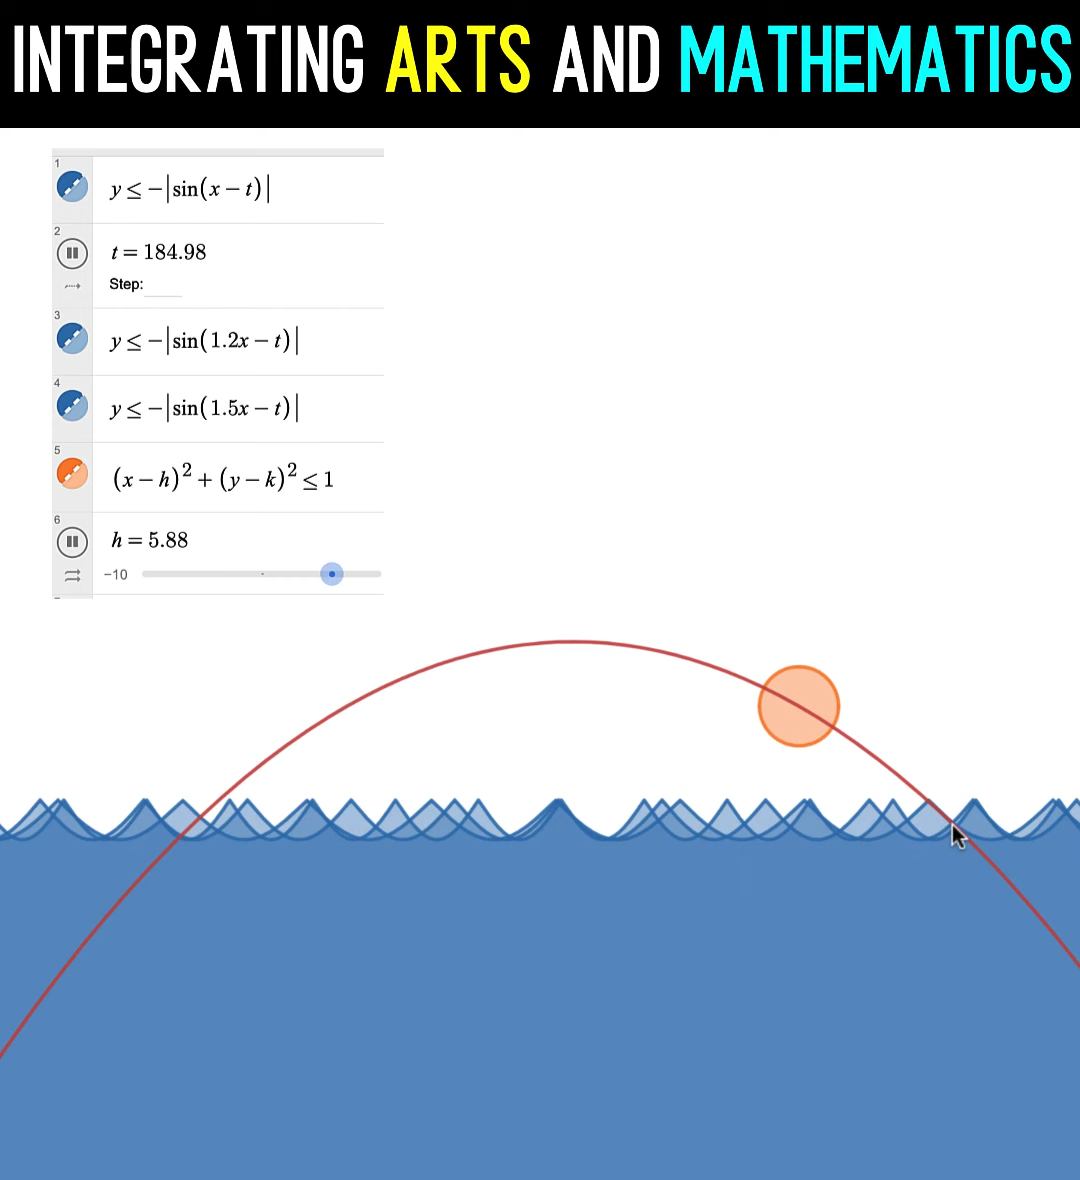 INTEGRATING ARTS AND MATHEMATICS
1
y ≤ −|sin(x − t)|
2
t = 184.98
Step:
3
y ≤ −|sin(1.2x − t)|
4
y ≤ −|sin(1.5x − t)|
5
(x − h)² + (y − k)² ≤ 1
6
h = 5.88
−10